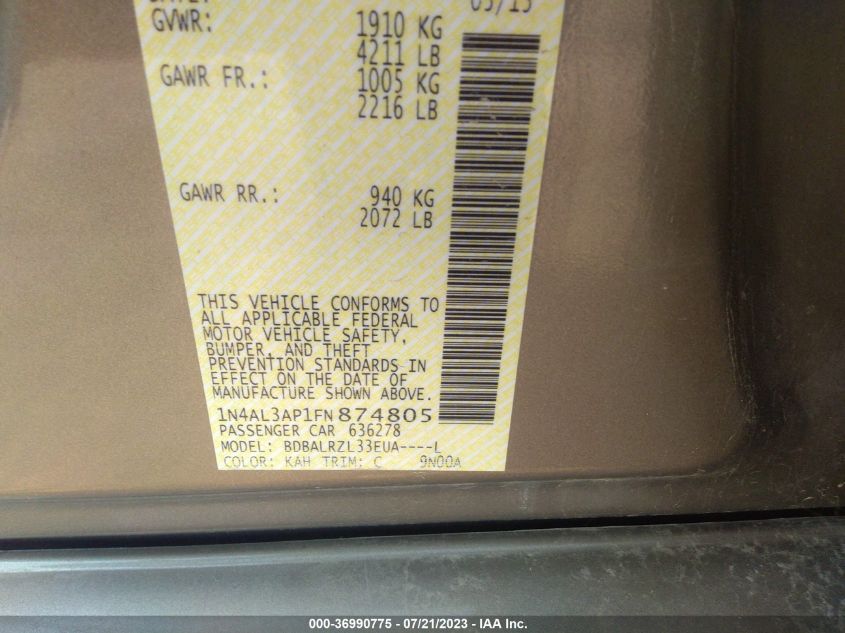 GVWR: 1910 KG
4211 LB
GAWR FR.: 1005 KG
2216 LB
GAWR RR.: 940 KG
2072 LB
THIS VEHICLE CONFORMS TO
ALL APPLICABLE FEDERAL
MOTOR VEHICLE SAFETY,
BUMPER, AND THEFT
PREVENTION STANDARDS IN
EFFECT ON THE DATE OF
MANUFACTURE SHOWN ABOVE.
1N4AL3AP1FN874805
PASSENGER CAR 636278
MODEL: BDBALRZL33EUA----L
COLOR: KAH TRIM: C 9N00A
000-36990775 - 07/21/2023 - IAA Inc.